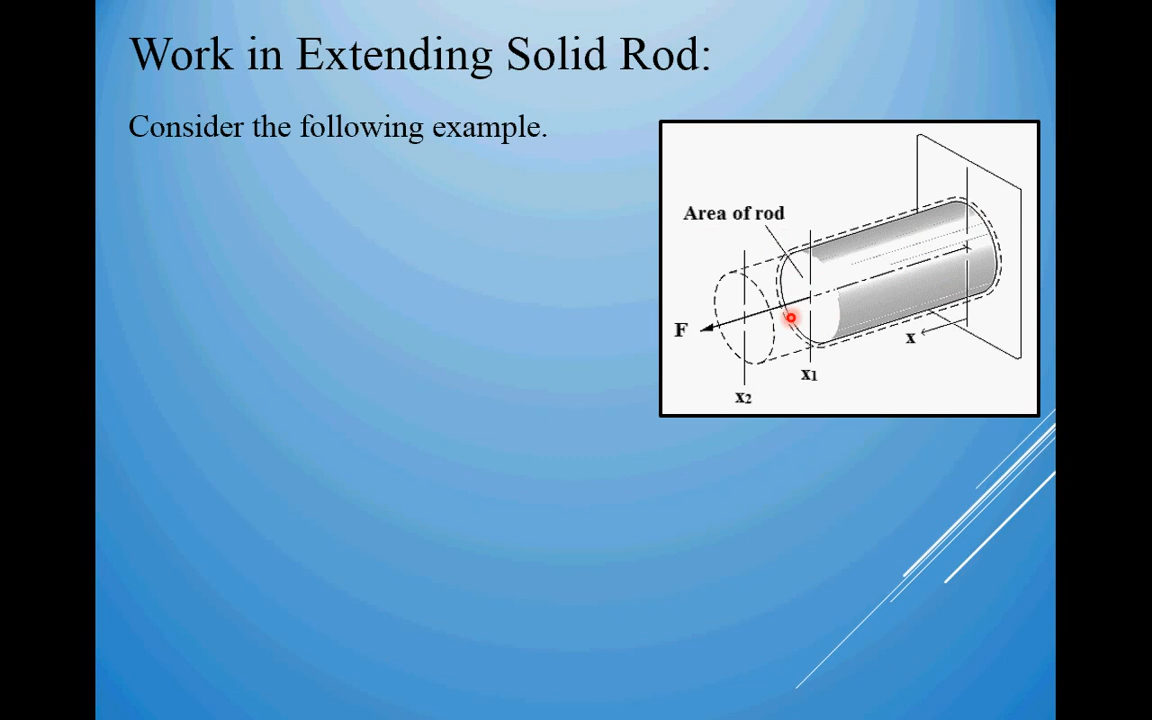 Work in Extending Solid Rod:
Consider the following example.
Area of rod
F
x
x1
x2